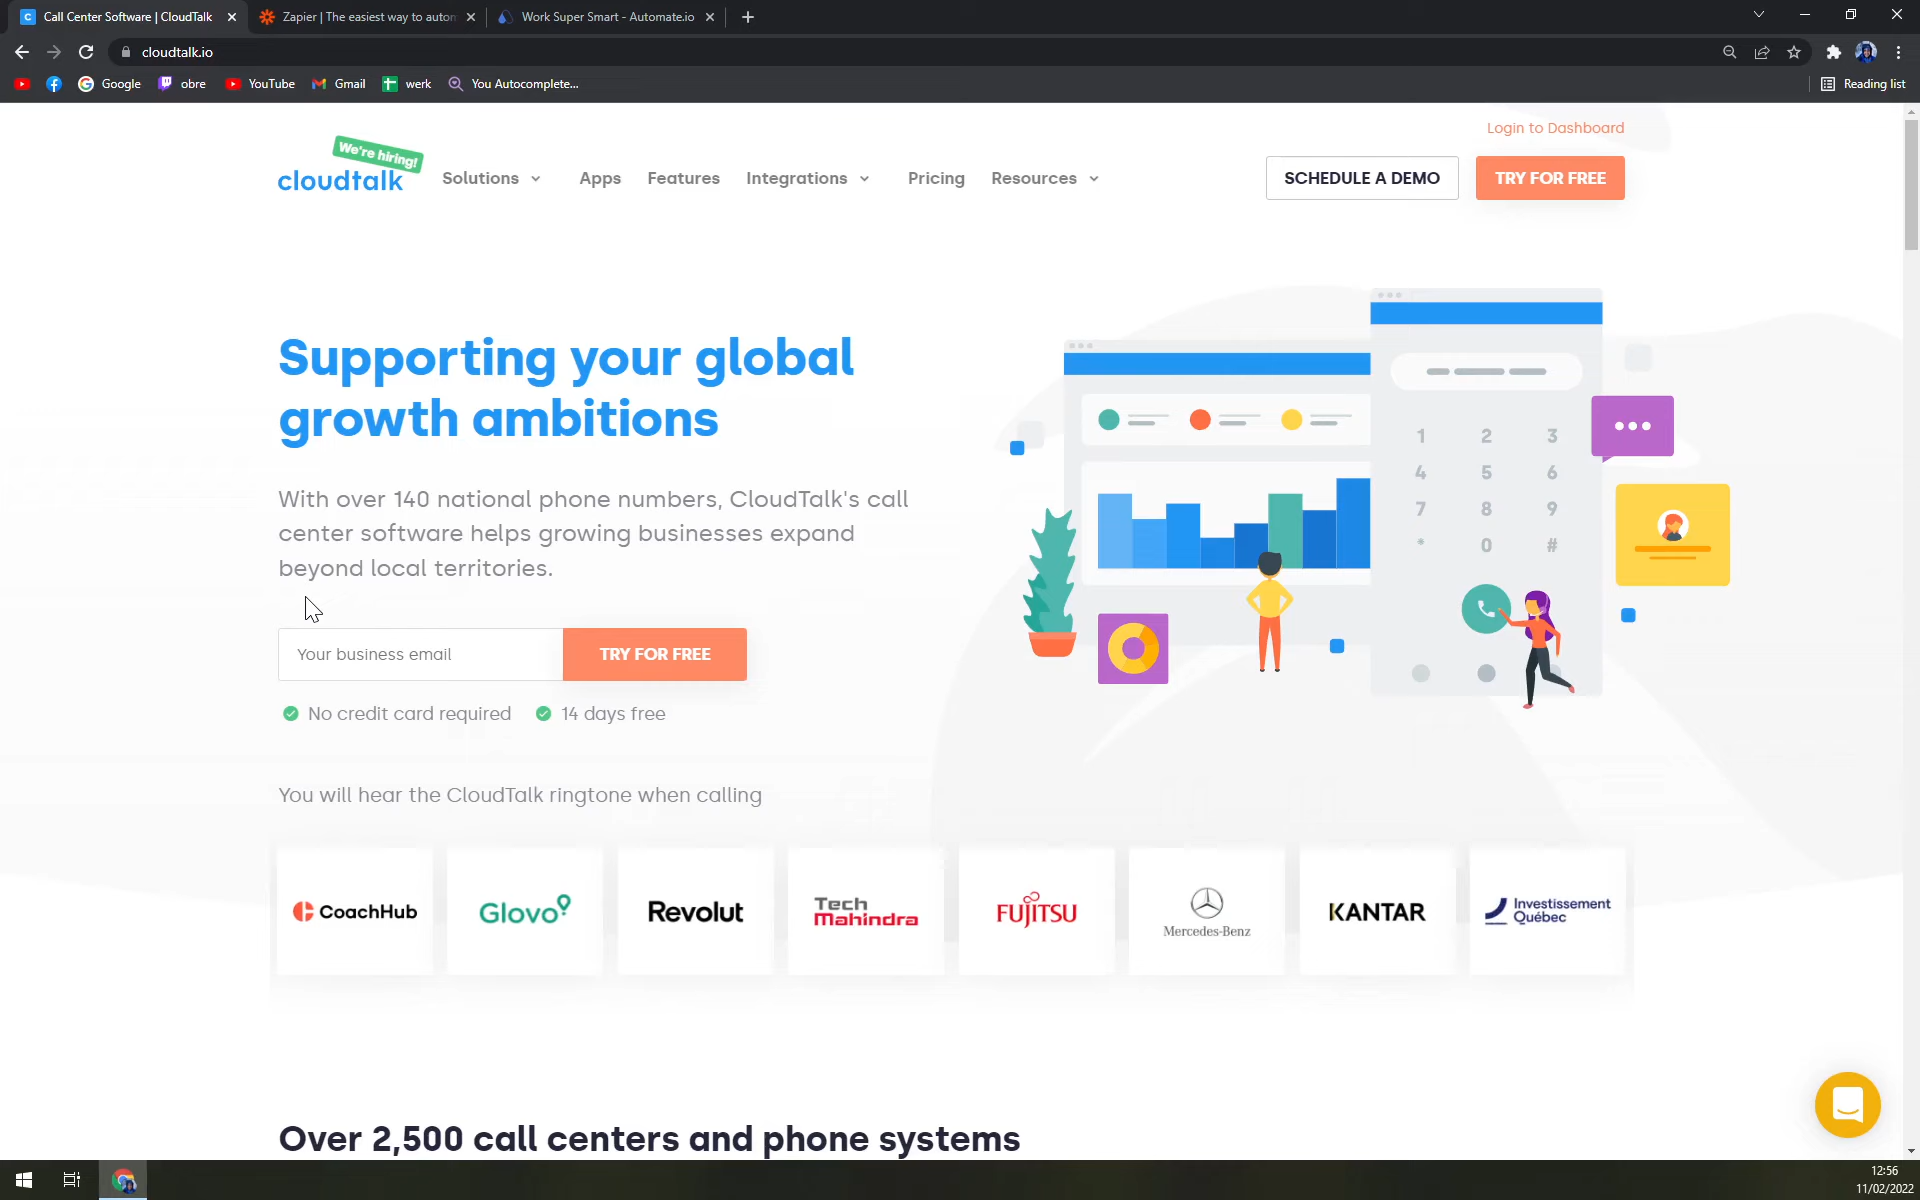 Call Center Software | CloudTalk
Zapier | The easiest way to autom
Work Super Smart - Automate.io
cloudtalk.io
Google
obre
YouTube
Gmail
werk
You Autocomplete...
Reading list
Login to Dashboard
We're hiring!
cloudtalk
Solutions
Apps
Features
Integrations
Pricing
Resources
SCHEDULE A DEMO
TRY FOR FREE
Supporting your global
growth ambitions
With over 140 national phone numbers, CloudTalk's call
center software helps growing businesses expand
beyond local territories.
Your business email
TRY FOR FREE
No credit card required
14 days free
1 2 3
4 5 6
7 8 9
* 0 #
You will hear the CloudTalk ringtone when calling
CoachHub
Glovo
Revolut
Tech
Mahindra
FUJITSU
Mercedes-Benz
KANTAR
Investissement
Québec
Over 2,500 call centers and phone systems
12:56
11/02/2022